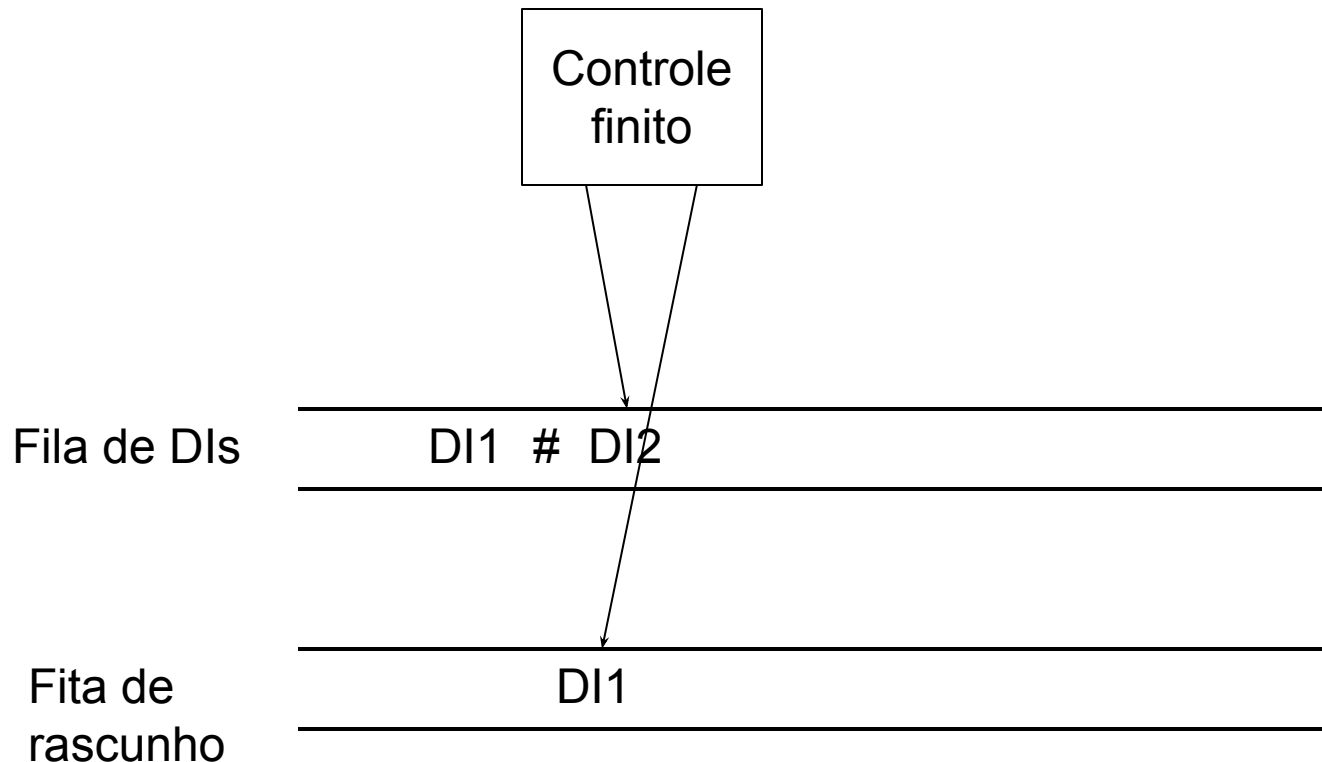 Controle
finito
Fila de DIs
DI1 # DI2
Fita de
rascunho
DI1